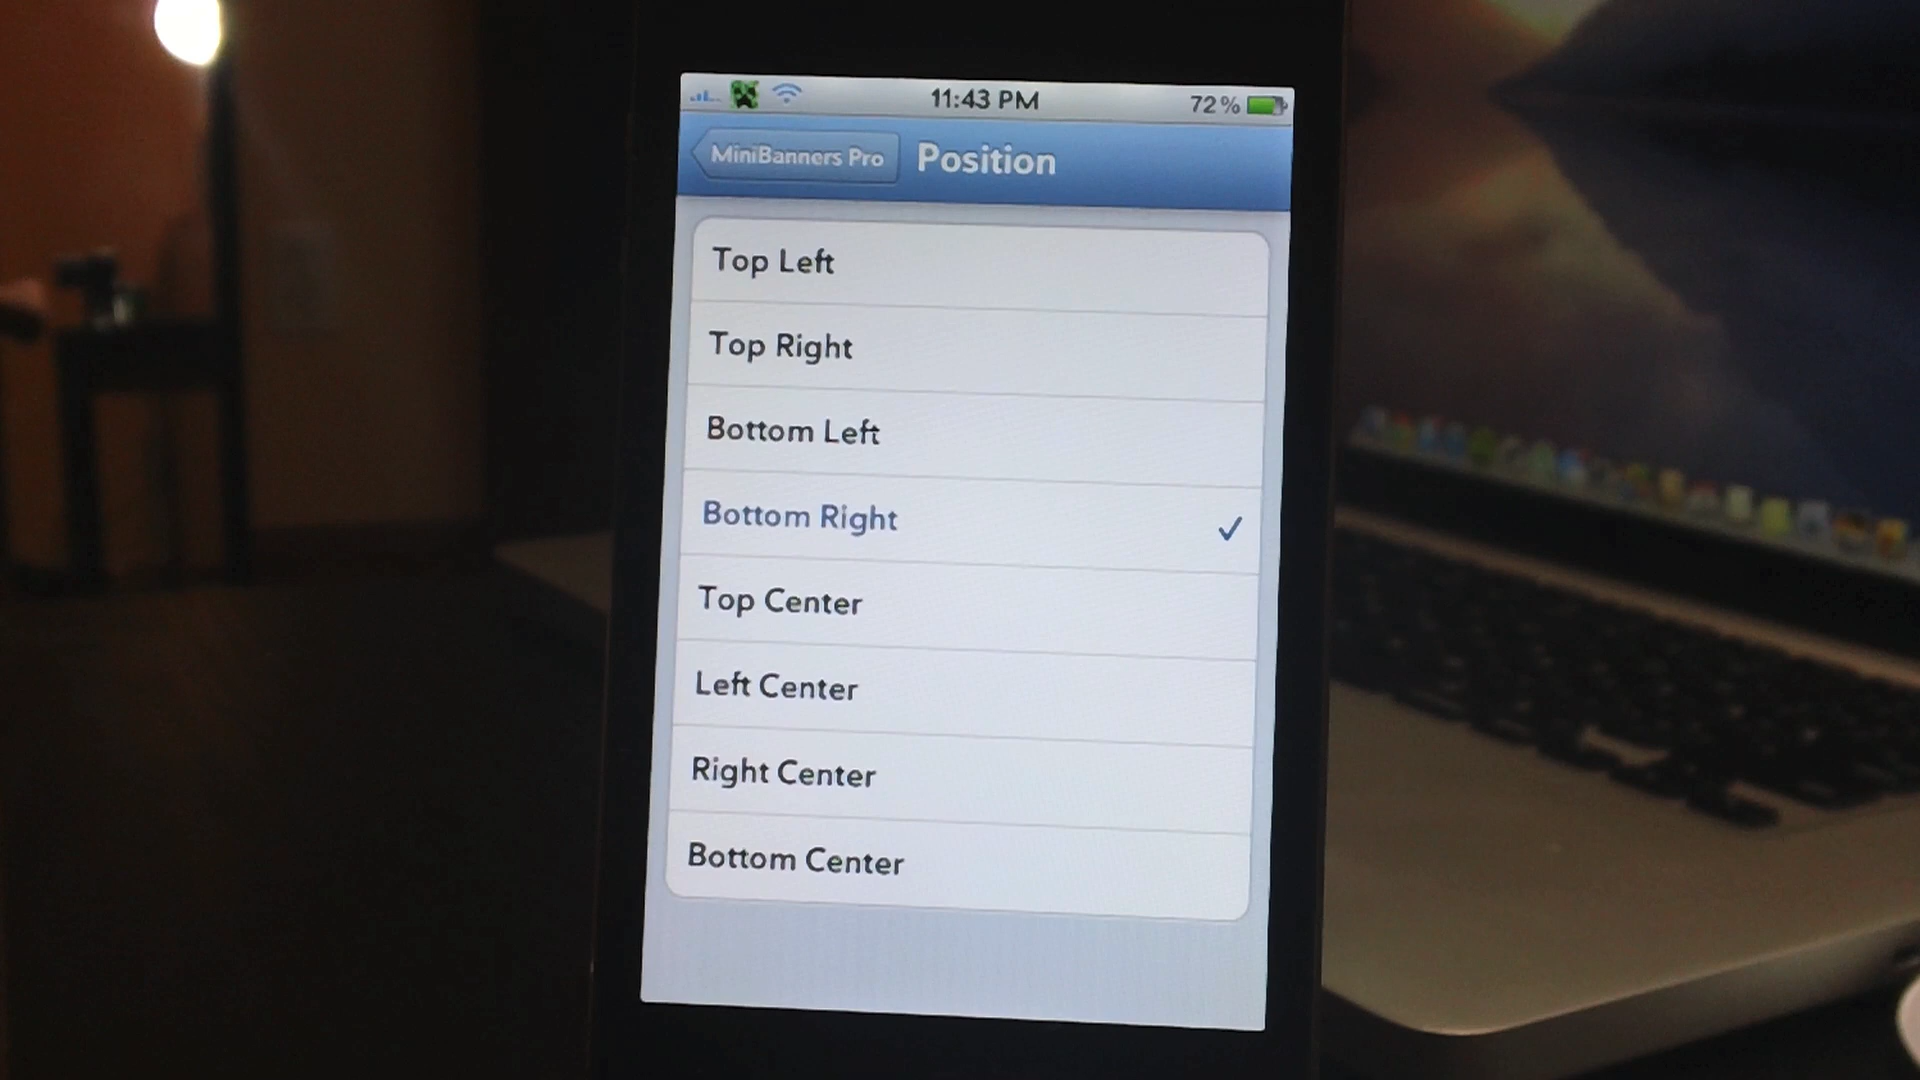 11:43 PM
72%
MiniBanners Pro
Position
Top Left
Top Right
Bottom Left
Bottom Right
Top Center
Left Center
Right Center
Bottom Center